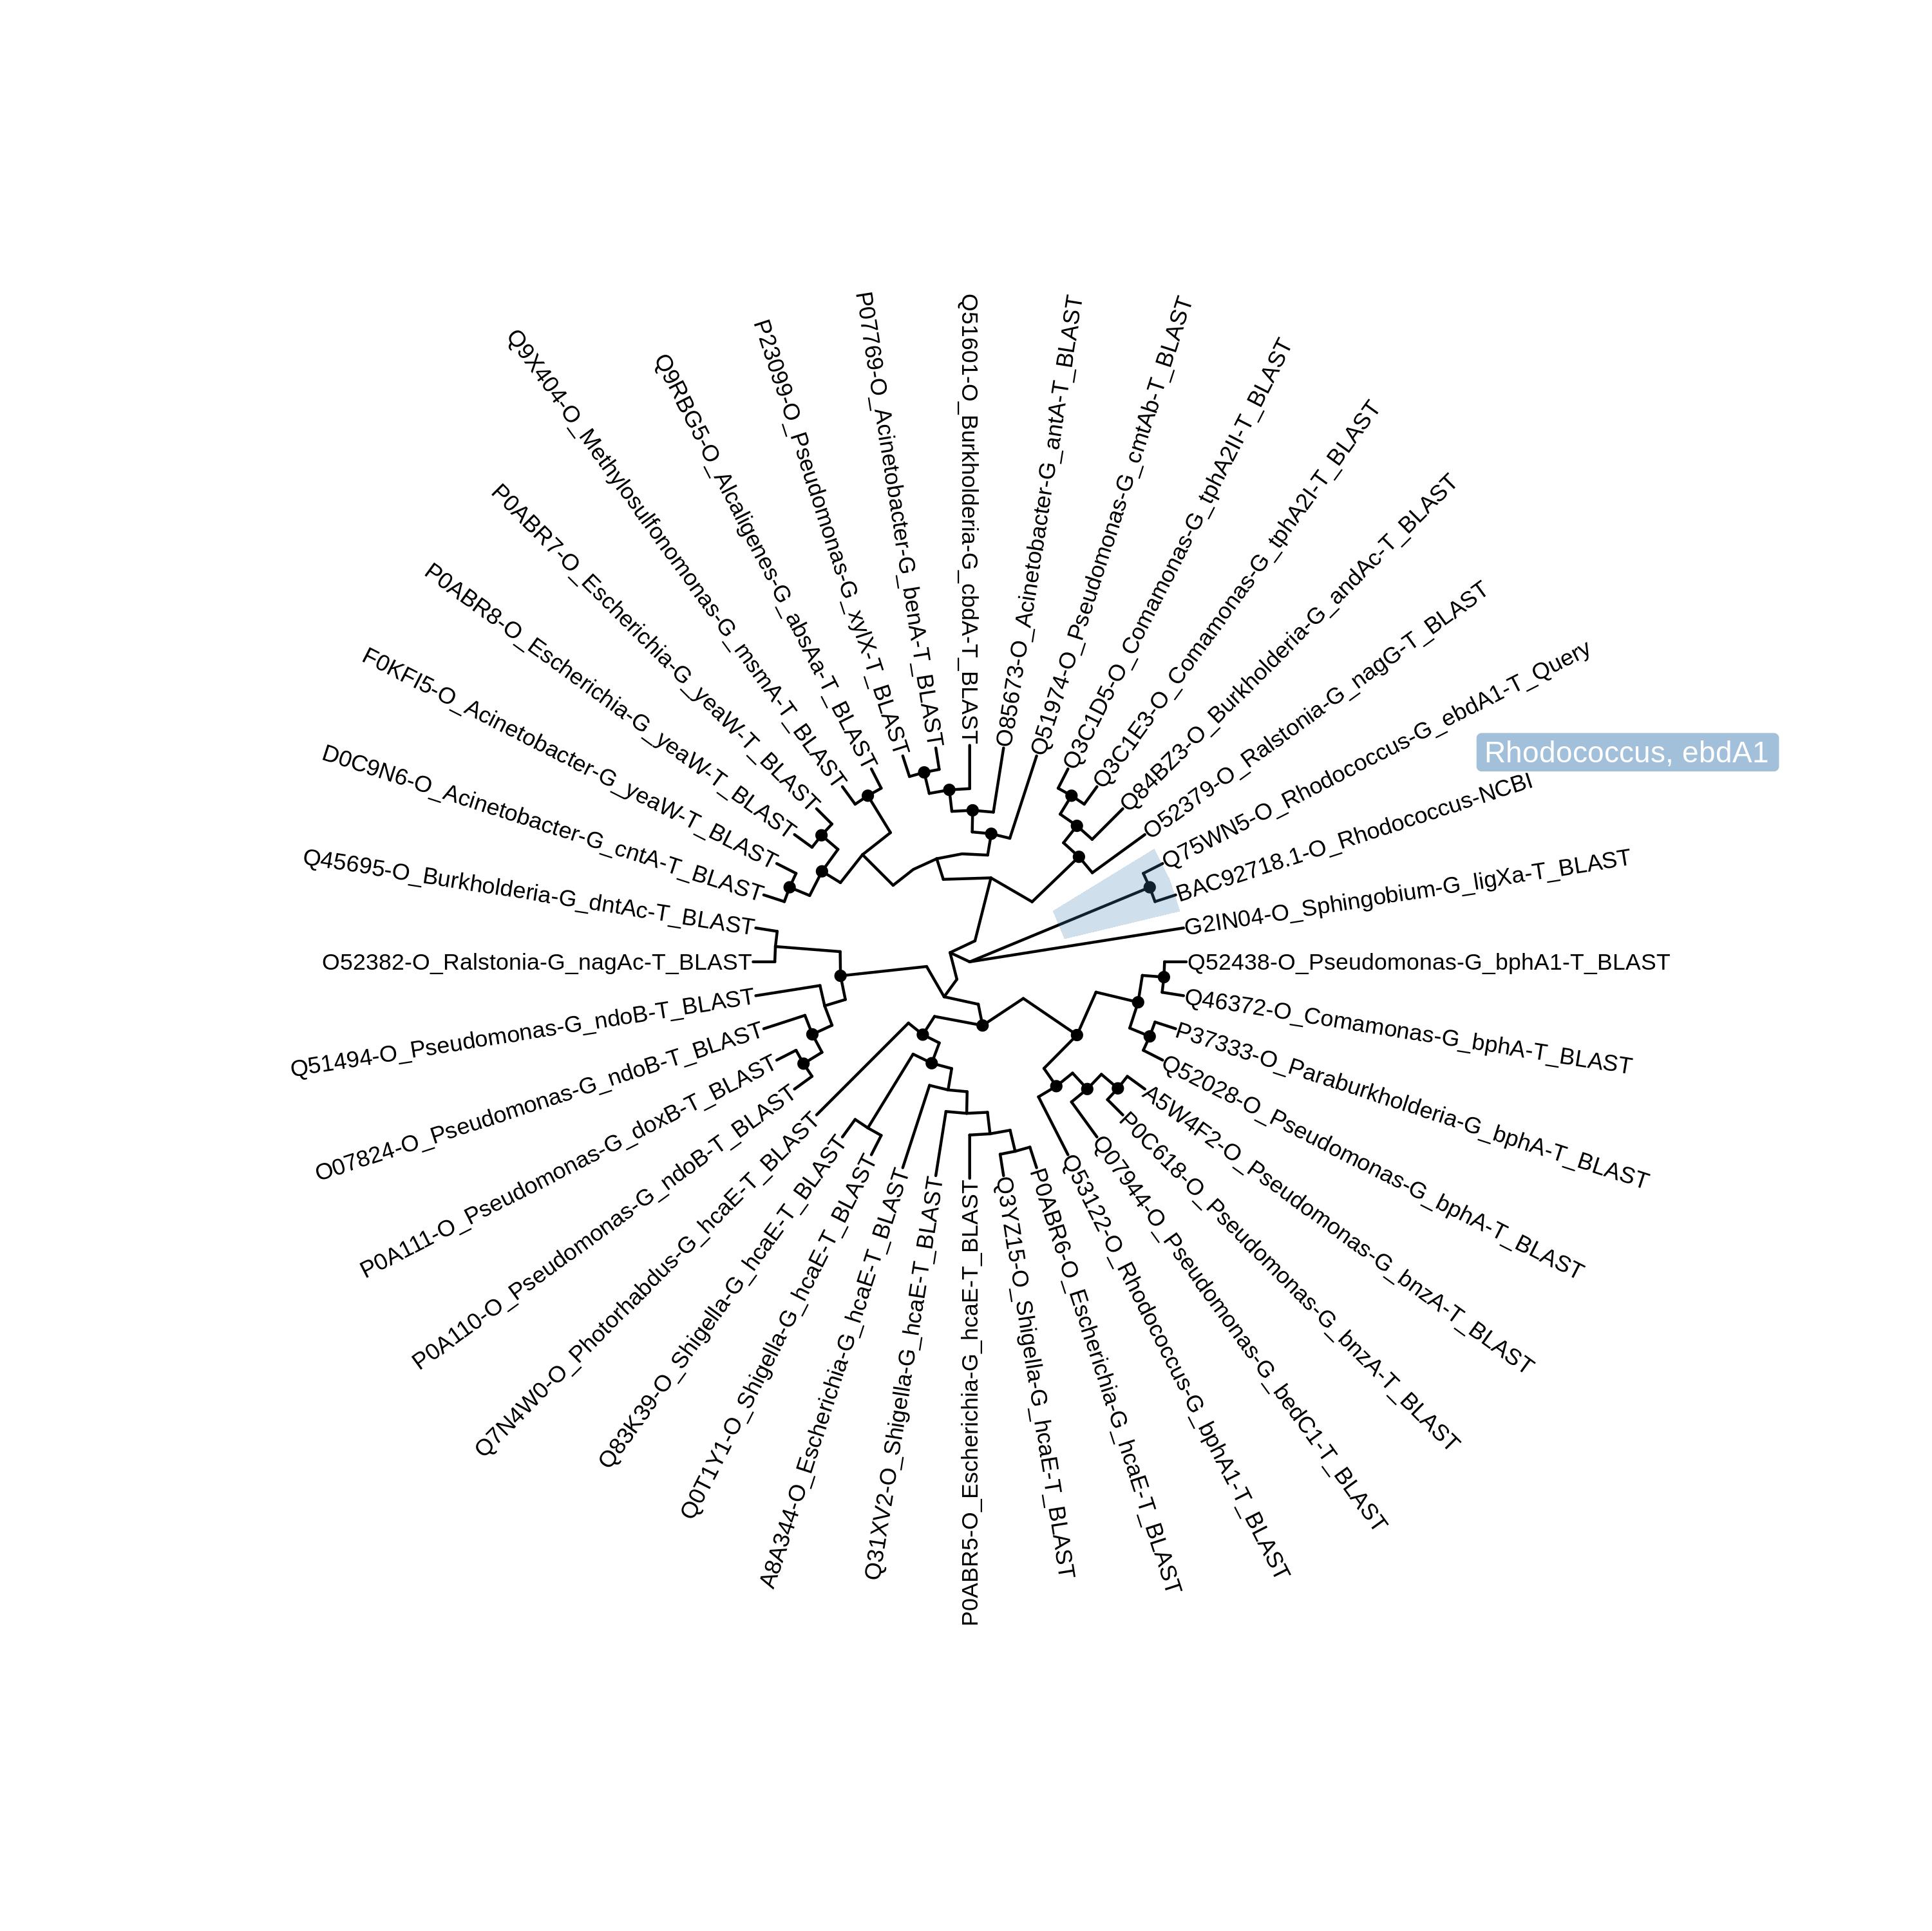 Q9X404-O_Methylosulfonomonas-G_msmA-T_BLAST
Q9RBG5-O_Alcaligenes-G_absAa-T_BLAST
P23099-O_Pseudomonas-G_xylX-T_BLAST
P07769-O_Acinetobacter-G_benA-T_BLAST
Q51601-O_Burkholderia-G_cbdA-T_BLAST
O85673-O_Acinetobacter-G_antA-T_BLAST
Q51974-O_Pseudomonas-G_cmtAb-T_BLAST
Q3C1D5-O_Comamonas-G_tphA2II-T_BLAST
Q3C1E3-O_Comamonas-G_tphA2I-T_BLAST
Q84BZ3-O_Burkholderia-G_andAc-T_BLAST
O52379-O_Ralstonia-G_nagG-T_BLAST
Q75WN5-O_Rhodococcus-G_ebdA1-T_Query
Rhodococcus, ebdA1
BAC92718.1-O_Rhodococcus-NCBI
G2IN04-O_Sphingobium-G_ligXa-T_BLAST
Q52438-O_Pseudomonas-G_bphA1-T_BLAST
Q46372-O_Comamonas-G_bphA-T_BLAST
P37333-O_Paraburkholderia-G_bphA-T_BLAST
Q52028-O_Pseudomonas-G_bphA-T_BLAST
A5W4F2-O_Pseudomonas-G_bnzA-T_BLAST
P0C618-O_Pseudomonas-G_bnzA-T_BLAST
Q07944-O_Pseudomonas-G_bedC1-T_BLAST
Q53122-O_Rhodococcus-G_bphA1-T_BLAST
P0ABR6-O_Escherichia-G_hcaE-T_BLAST
Q3YZ15-O_Shigella-G_hcaE-T_BLAST
P0ABR5-O_Escherichia-G_hcaE-T_BLAST
Q31XV2-O_Shigella-G_hcaE-T_BLAST
A8A344-O_Escherichia-G_hcaE-T_BLAST
Q0T1Y1-O_Shigella-G_hcaE-T_BLAST
Q83K39-O_Shigella-G_hcaE-T_BLAST
Q7N4W0-O_Photorhabdus-G_hcaE-T_BLAST
P0A110-O_Pseudomonas-G_ndoB-T_BLAST
P0A111-O_Pseudomonas-G_doxB-T_BLAST
O07824-O_Pseudomonas-G_ndoB-T_BLAST
Q51494-O_Pseudomonas-G_ndoB-T_BLAST
O52382-O_Ralstonia-G_nagAc-T_BLAST
Q45695-O_Burkholderia-G_dntAc-T_BLAST
D0C9N6-O_Acinetobacter-G_cntA-T_BLAST
F0KFI5-O_Acinetobacter-G_yeaW-T_BLAST
P0ABR8-O_Escherichia-G_yeaW-T_BLAST
P0ABR7-O_Escherichia-G_yeaW-T_BLAST